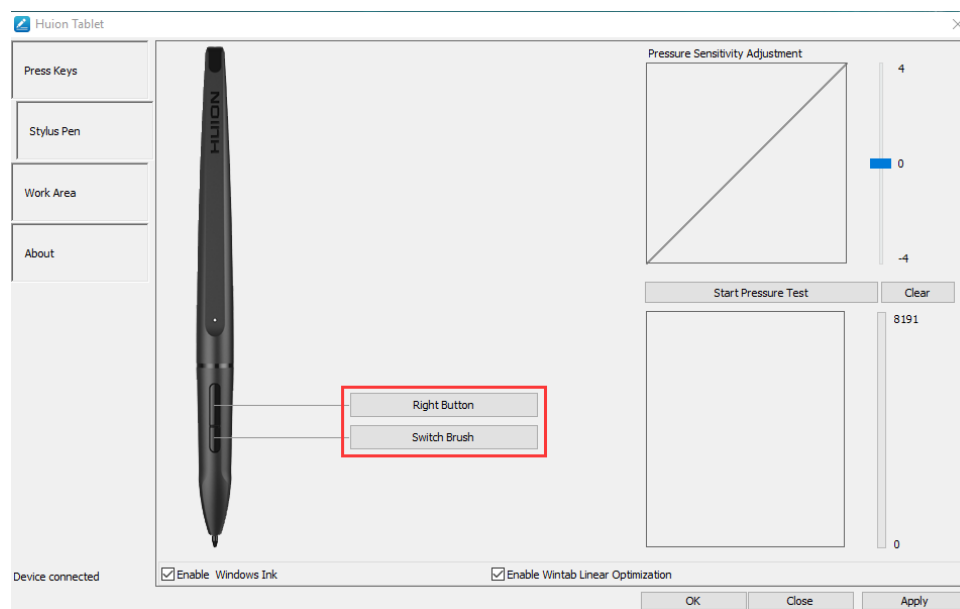 Huion Tablet
Press Keys
Stylus Pen
Work Area
About
Device connected
HUION
Right Button
Switch Brush
Pressure Sensitivity Adjustment
4
0
-4
Start Pressure Test
Clear
8191
0
Enable Windows Ink
Enable Wintab Linear Optimization
OK
Close
Apply